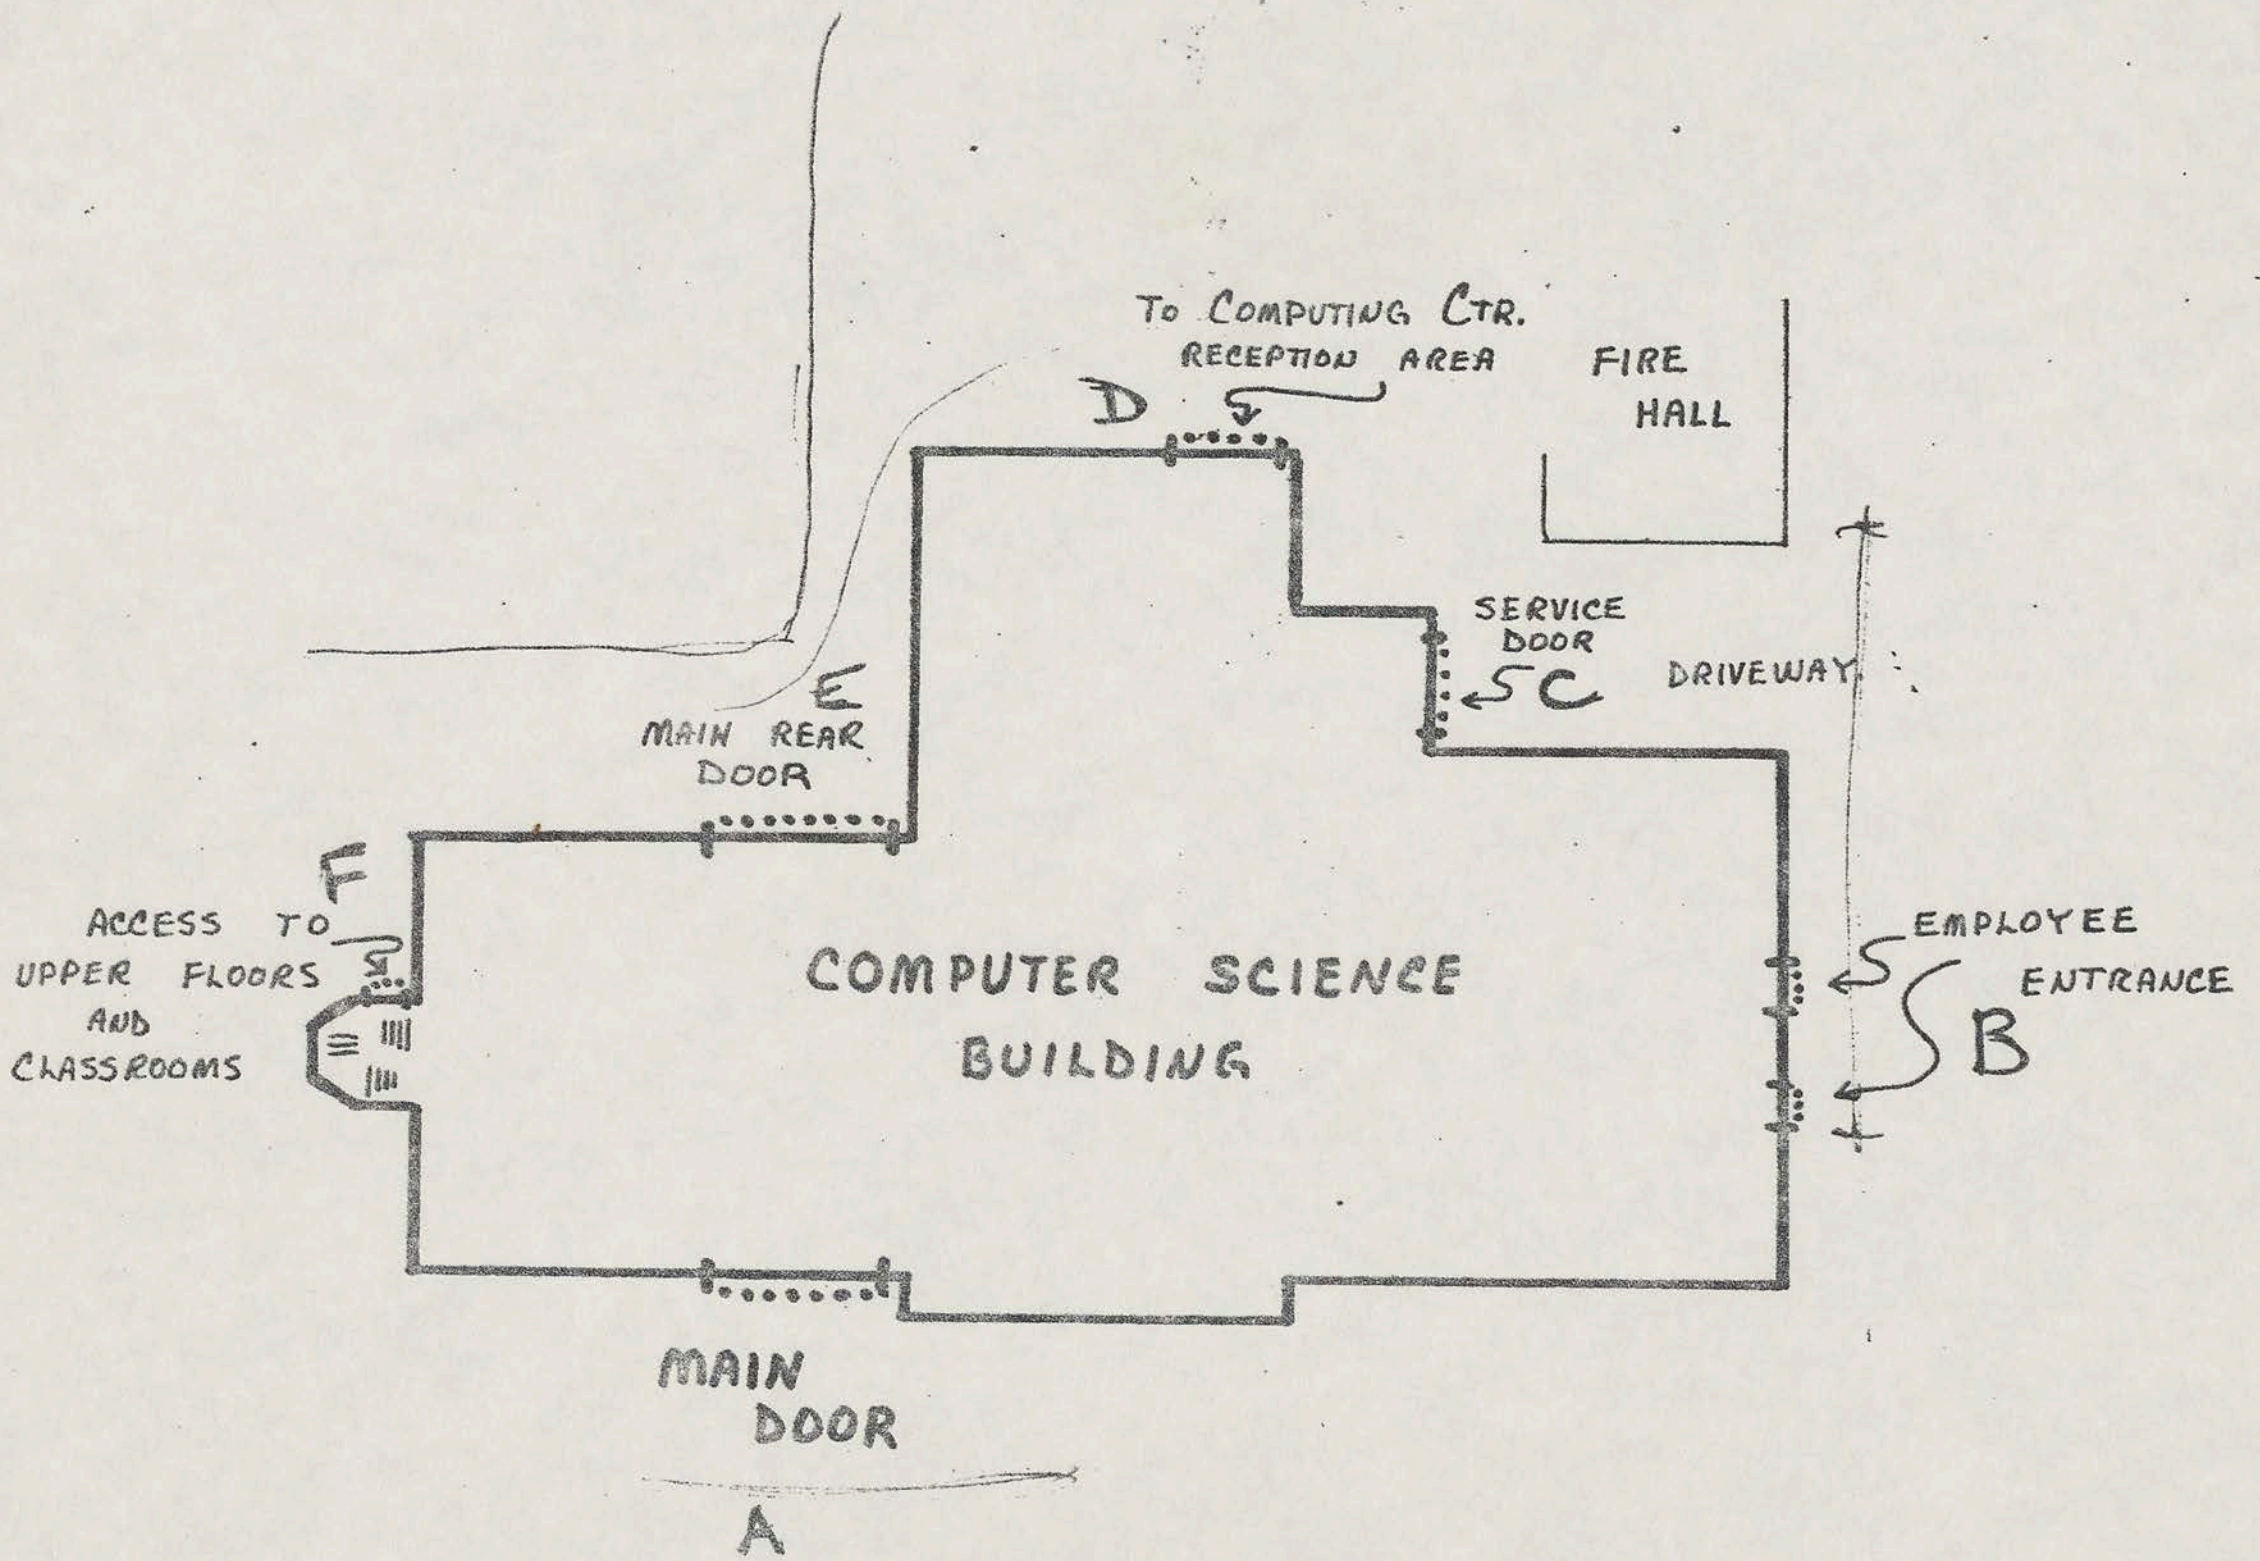 To COMPUTING CTR.
RECEPTION AREA
D
FIRE
HALL
SERVICE
DOOR
C
DRIVEWAY
E
MAIN REAR
DOOR
F
ACCESS TO
UPPER FLOORS
AND
CLASSROOMS
COMPUTER SCIENCE
BUILDING
EMPLOYEE
ENTRANCE
B
MAIN
DOOR
A